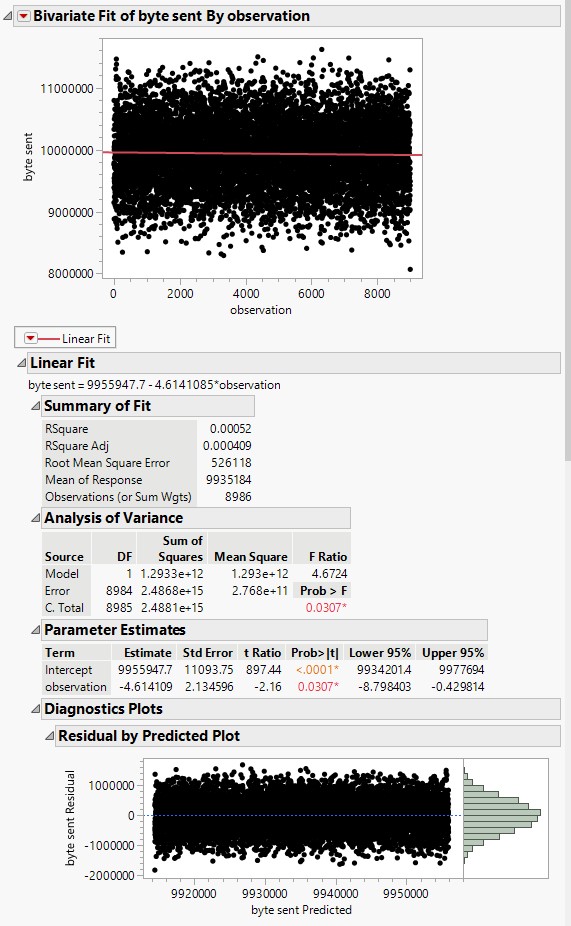 Bivariate Fit of byte sent By observation
11000000
10000000
9000000
8000000
byte sent
0 2000 4000 6000 8000
observation
Linear Fit
Linear Fit
byte sent = 9955947.7 - 4.6141085*observation
Summary of Fit
RSquare 0.00052
RSquare Adj 0.000409
Root Mean Square Error 526118
Mean of Response 9935184
Observations (or Sum Wgts) 8986
Analysis of Variance
Source DF Sum of Squares Mean Square F Ratio
Model 1 1.2933e+12 1.293e+12 4.6724
Error 8984 2.4868e+15 2.768e+11 Prob > F
C. Total 8985 2.4881e+15 0.0307*
Parameter Estimates
Term Estimate Std Error t Ratio Prob>|t| Lower 95% Upper 95%
Intercept 9955947.7 11093.75 897.44 <.0001* 9934201.4 9977694
observation -4.614109 2.134596 -2.16 0.0307* -8.798403 -0.429814
Diagnostics Plots
Residual by Predicted Plot
1000000
0
-1000000
-2000000
byte sent Residual
9920000 9930000 9940000 9950000
byte sent Predicted